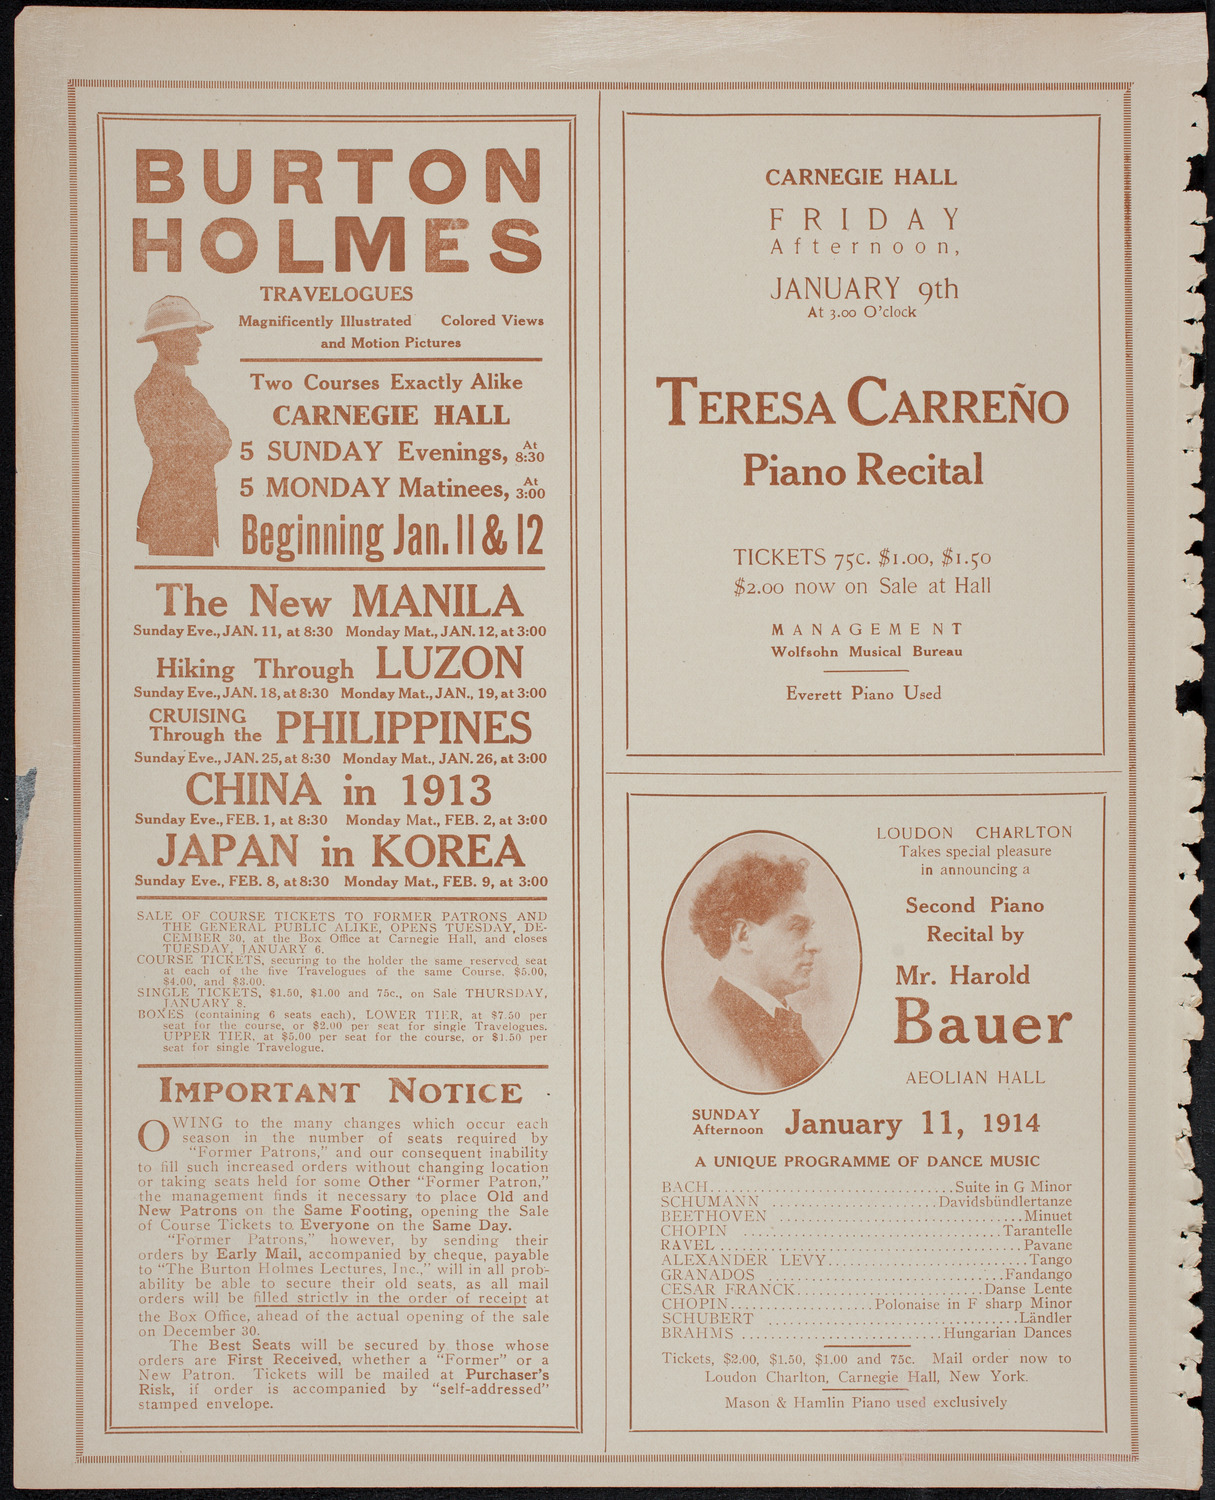 BURTON
HOLMES
TRAVELOGUES
Magnificently Illustrated Colored Views
and Motion Pictures
Two Courses Exactly Alike
CARNEGIE HALL
5 SUNDAY Evenings, At 8:30
5 MONDAY Matinees, At 3:00
Beginning Jan. 11 & 12
The New MANILA
Sunday Eve., JAN. 11, at 8:30 Monday Mat., JAN. 12, at 3:00
Hiking Through LUZON
Sunday Eve., JAN. 18, at 8:30 Monday Mat., JAN., 19, at 3:00
CRUISING
Through the PHILIPPINES
Sunday Eve., JAN. 25, at 8:30 Monday Mat., JAN. 26, at 3:00
CHINA in 1913
Sunday Eve., FEB. 1, at 8:30 Monday Mat., FEB. 2, at 3:00
JAPAN in KOREA
Sunday Eve., FEB. 8, at 8:30 Monday Mat., FEB. 9, at 3:00
SALE OF COURSE TICKETS TO FORMER PATRONS AND
THE GENERAL PUBLIC ALIKE, OPENS TUESDAY, DE-
CEMBER 30, at the Box Office at Carnegie Hall, and closes
TUESDAY, JANUARY 6.
COURSE TICKETS, securing to the holder the same reserved seat
at each of the five Travelogues of the same Course, $5.00,
$4.00, and $3.00.
SINGLE TICKETS, $1.50, $1.00 and 75c., on Sale THURSDAY,
JANUARY 8.
BOXES (containing 6 seats each), LOWER TIER, at $7.50 per
seat for the course, or $2.00 per seat for single Travelogues.
UPPER TIER, at $5.00 per seat for the course, or $1.50 per
seat for single Travelogue.
IMPORTANT NOTICE
OWING to the many changes which occur each
season in the number of seats required by
"Former Patrons," and our consequent inability
to fill such increased orders without changing location
or taking seats held for some Other "Former Patron,"
the management finds it necessary to place Old and
New Patrons on the Same Footing, opening the Sale
of Course Tickets to Everyone on the Same Day.
"Former Patrons," however, by sending their
orders by Early Mail, accompanied by cheque, payable
to "The Burton Holmes Lectures, Inc.," will in all prob-
ability be able to secure their old seats, as all mail
orders will be filled strictly in the order of receipt at
the Box Office, ahead of the actual opening of the sale
on December 30.
The Best Seats will be secured by those whose
orders are First Received, whether a "Former" or a
New Patron. Tickets will be mailed at Purchaser's
Risk, if order is accompanied by "self-addressed"
stamped envelope.
CARNEGIE HALL
FRIDAY
Afternoon,
JANUARY 9th
At 3.00 O'clock
TERESA CARREÑO
Piano Recital
TICKETS 75c. $1.00, $1.50
$2.00 now on Sale at Hall
MANAGEMENT
Wolfsohn Musical Bureau
Everett Piano Used
LOUDON CHARLTON
Takes special pleasure
in announcing a
Second Piano
Recital by
Mr. Harold
Bauer
AEOLIAN HALL
SUNDAY
Afternoon January 11, 1914
A UNIQUE PROGRAMME OF DANCE MUSIC
BACH..................................Suite in G Minor
SCHUMANN .......................Davidsbündlertanze
BEETHOVEN ..................................Minuet
CHOPIN ...................................Tarantelle
RAVEL..........................................Pavane
ALEXANDER LEVY............................Tango
GRANADOS .................................Fandango
CESAR FRANCK..........................Danse Lente
CHOPIN....................Polonaise in F sharp Minor
SCHUBERT ...................................Ländler
BRAHMS ............................Hungarian Dances
Tickets, $2.00, $1.50, $1.00 and 75c. Mail order now to
Loudon Charlton, Carnegie Hall, New York.
Mason & Hamlin Piano used exclusively